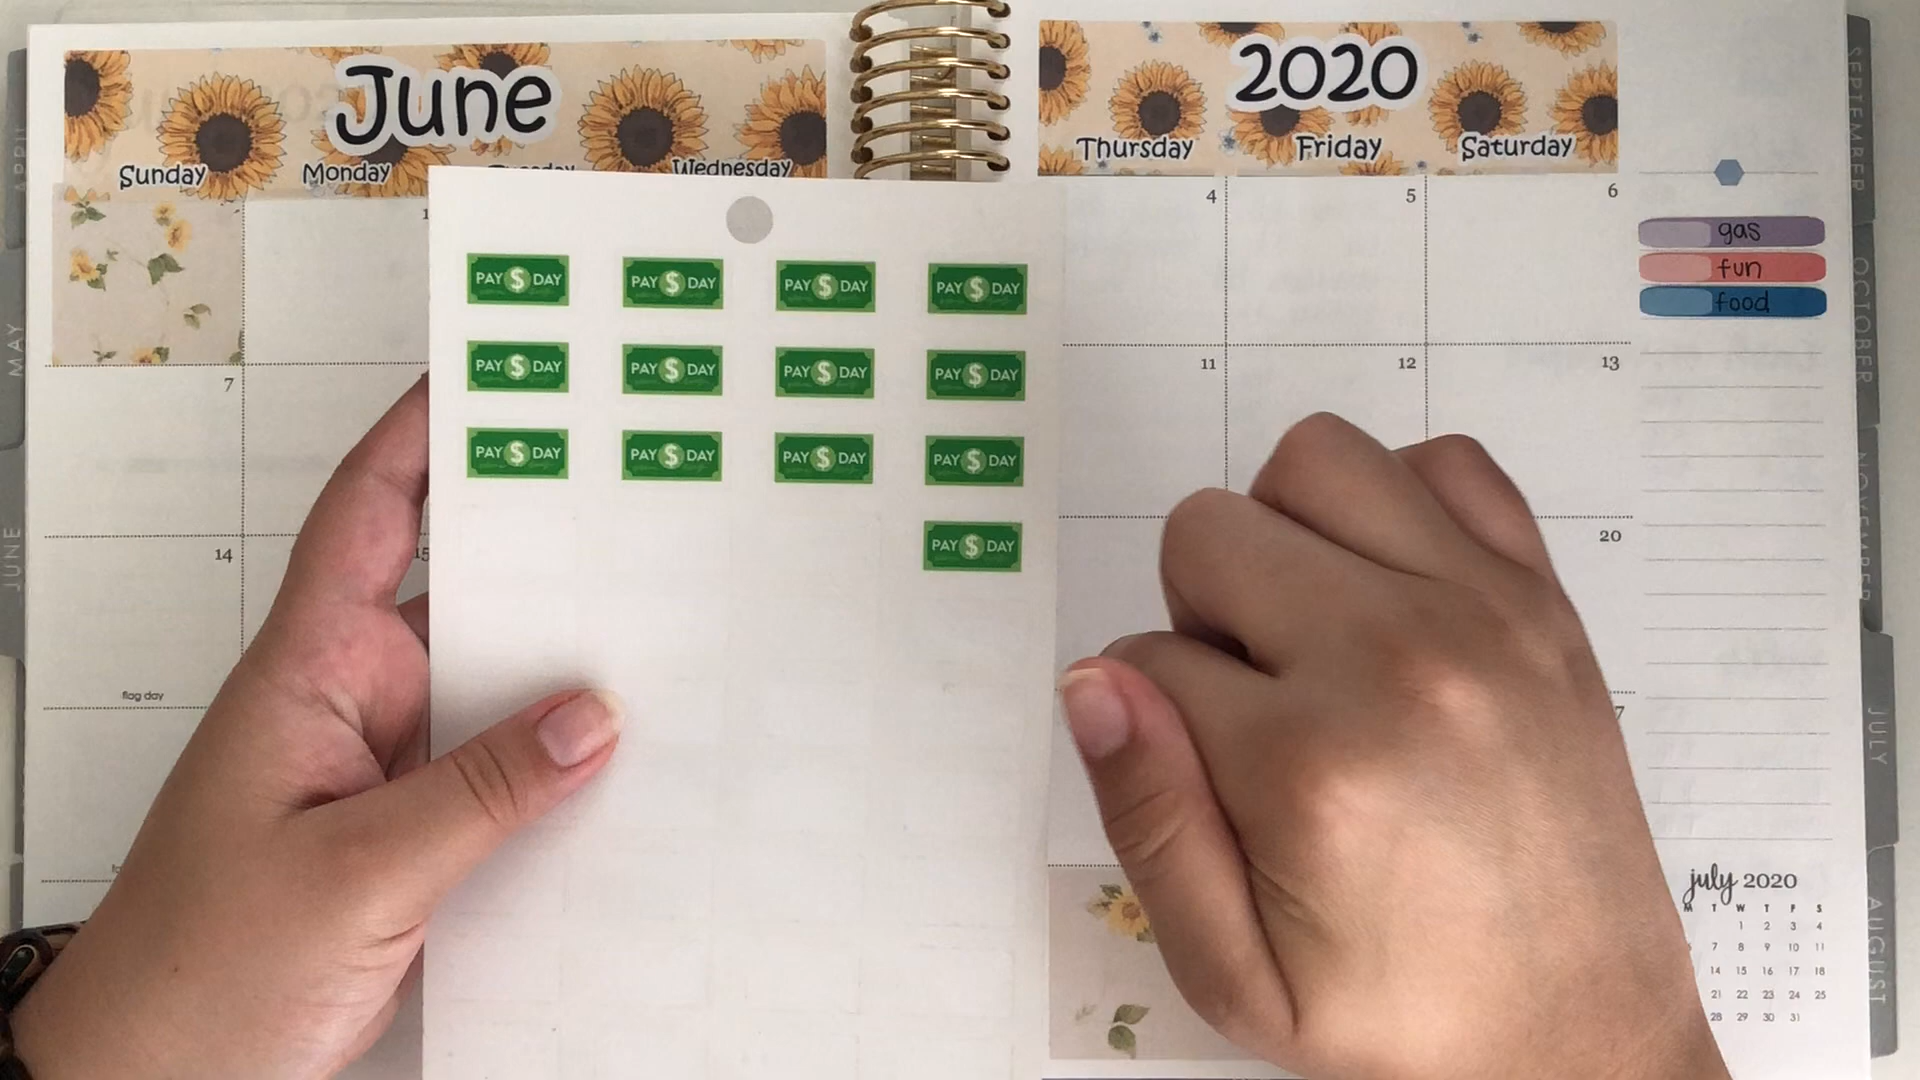 June
2020
Sunday
Monday
Wednesday
Thursday
Friday
Saturday
1
4
5
6
7
11
12
13
14
15
20
flag day
PAY $ DAY
PAY $ DAY
PAY $ DAY
PAY $ DAY
PAY $ DAY
PAY $ DAY
PAY $ DAY
PAY $ DAY
PAY $ DAY
PAY $ DAY
PAY $ DAY
PAY $ DAY
PAY $ DAY
gas
fun
food
july 2020
M T W T F S
1 2 3 4
7 8 9 10 11
14 15 16 17 18
21 22 23 24 25
28 29 30 31
APRIL
MAY
JUNE
SEPTEMBER
OCTOBER
NOVEMBER
JULY
AUGUST